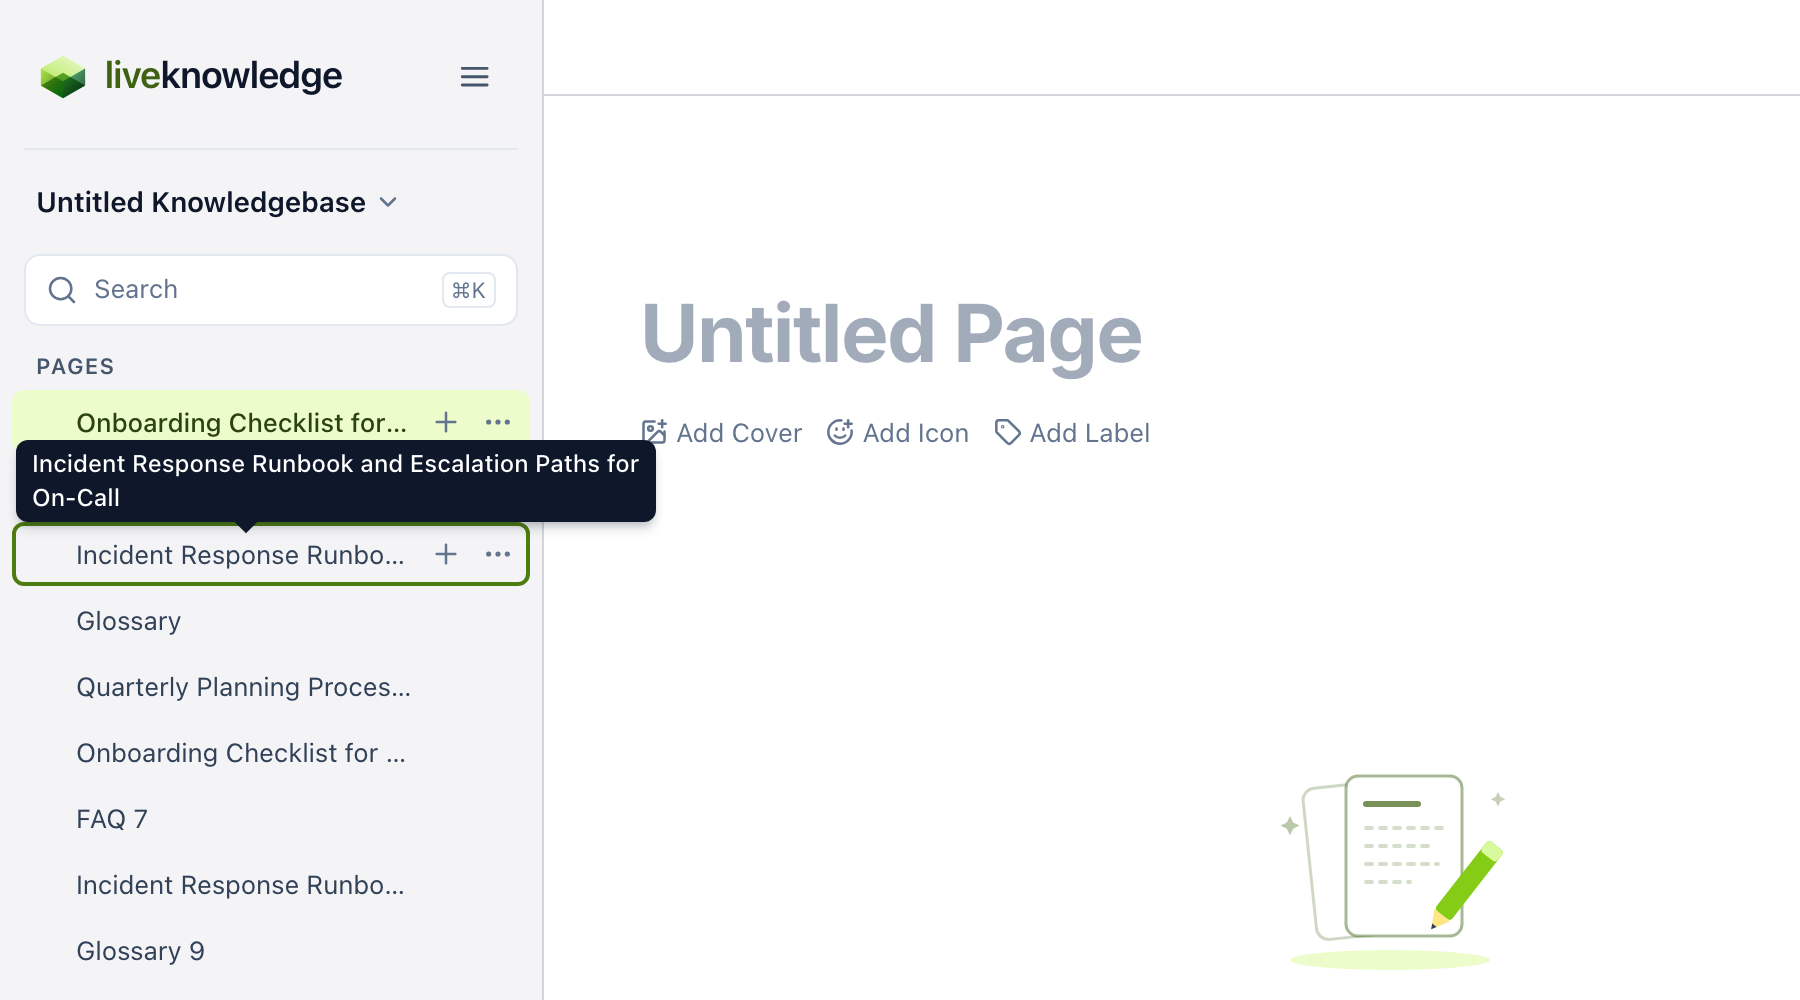 liveknowledge
Untitled Knowledgebase
Search ⌘K
PAGES
Onboarding Checklist for...
Incident Response Runbook and Escalation Paths for
On-Call
Incident Response Runbo...
Glossary
Quarterly Planning Proces...
Onboarding Checklist for ...
FAQ 7
Incident Response Runbo...
Glossary 9
Untitled Page
Add Cover Add Icon Add Label